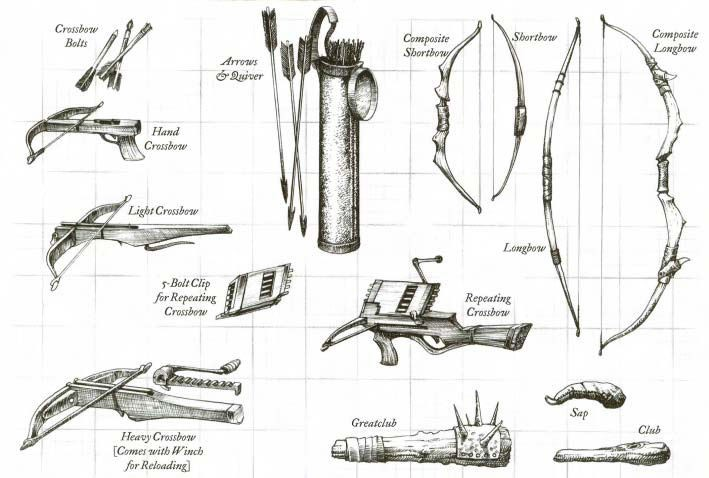 Crossbow
Bolts
Arrows
& Quiver
Composite
Shortbow
Shortbow
Composite
Longbow
Hand
Crossbow
Light Crossbow
Longbow
5-Bolt Clip
for Repeating
Crossbow
Repeating
Crossbow
Heavy Crossbow
[Comes with Winch
for Reloading]
Greatclub
Sap
Club